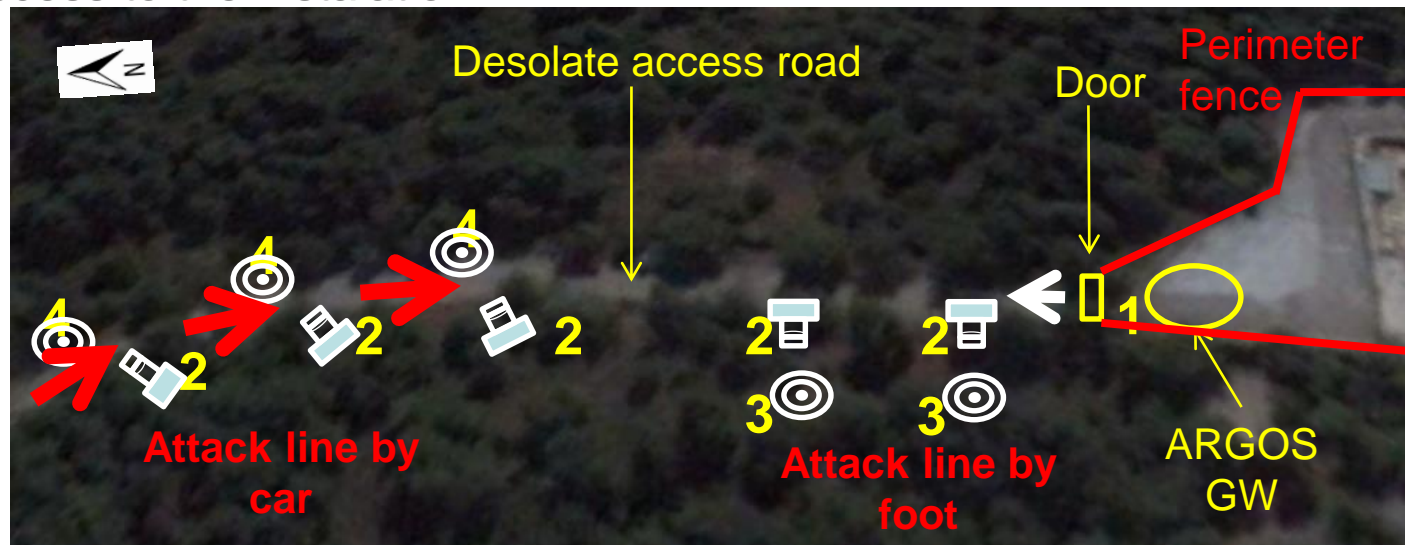 N
Desolate access road
Door
Perimeter
fence
4
4
4
2
2
2
2
2
1
3
3
Attack line by
car
Attack line by
foot
ARGOS
GW